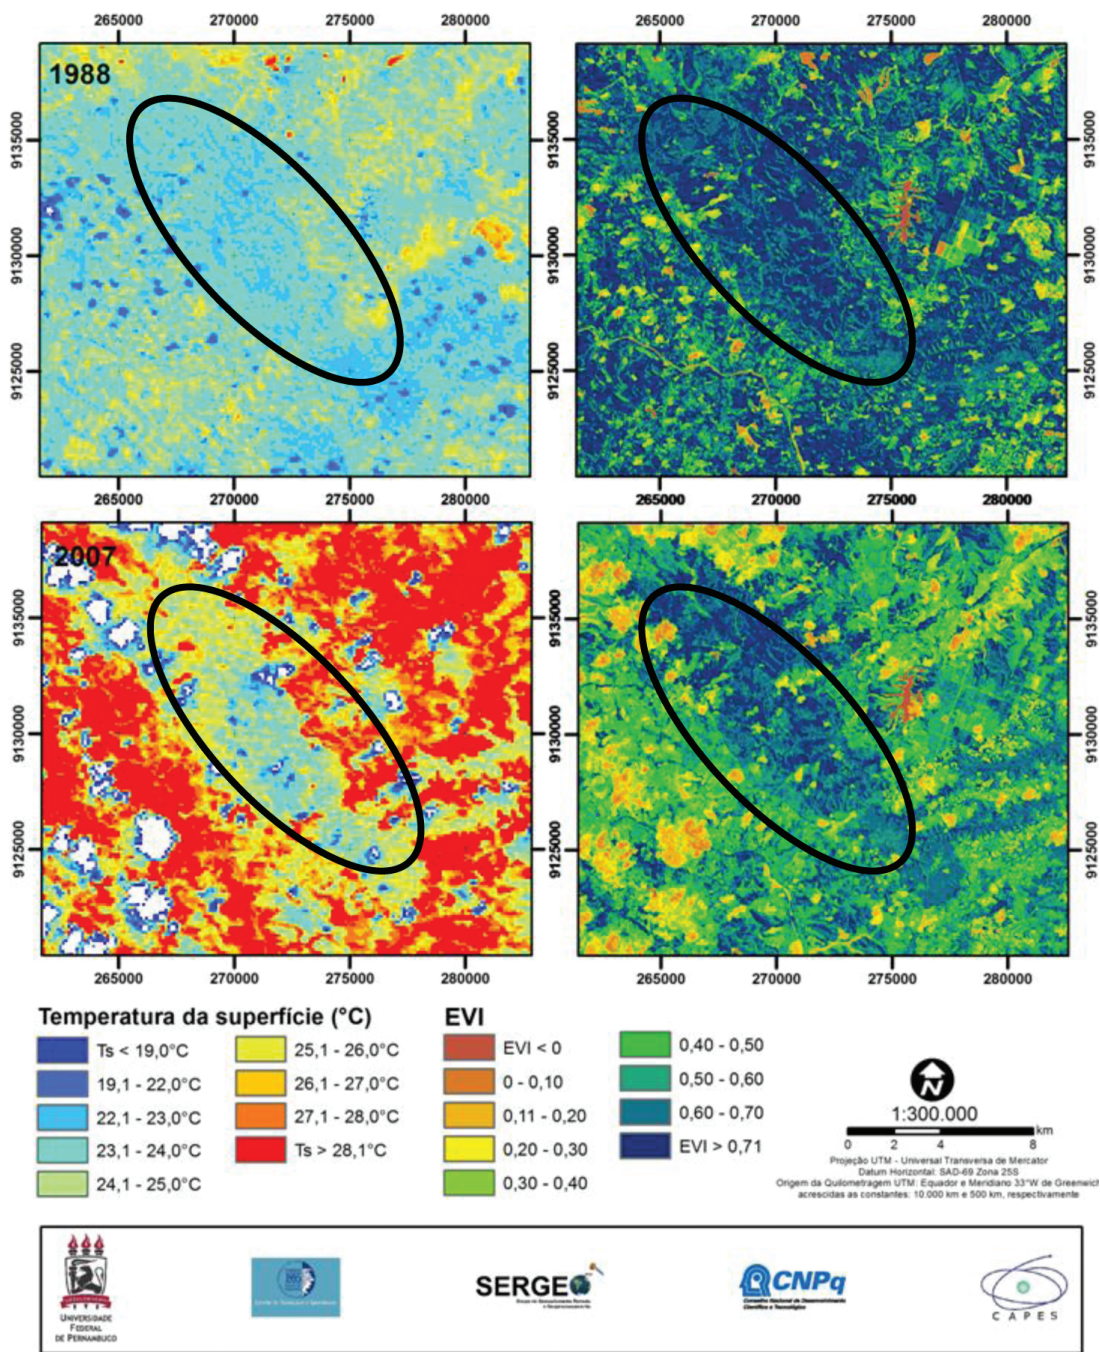 265000 270000 275000 280000
265000 270000 275000 280000
1988
9135000
9130000
9125000
9135000
9130000
9125000
9135000
9130000
9125000
265000 270000 275000 280000
265000 270000 275000 280000
2007
9135000
9130000
9125000
9135000
9130000
9125000
9135000
9130000
9125000
265000 270000 275000 280000
265000 270000 275000 280000
Temperatura da superfície (°C)
Ts < 19,0°C
19,1 - 22,0°C
22,1 - 23,0°C
23,1 - 24,0°C
24,1 - 25,0°C
25,1 - 26,0°C
26,1 - 27,0°C
27,1 - 28,0°C
Ts > 28,1°C
EVI
EVI < 0
0 - 0,10
0,11 - 0,20
0,20 - 0,30
0,30 - 0,40
0,40 - 0,50
0,50 - 0,60
0,60 - 0,70
EVI > 0,71
N
1:300.000
km
0 2 4 8
Projeção UTM - Universal Transversa de Mercator
Datum Horizontal: SAD-69 Zona 25S
Origem da Quilometragem UTM: Equador e Meridiano 33°W de Greenwich
acrescidas as constantes: 10.000 km e 500 km, respectivamente
UNIVERSIDADE
FEDERAL
DE PERNAMBUCO
SERGEO
CNPq
Conselho Nacional de Desenvolvimento
Científico e Tecnológico
CAPES